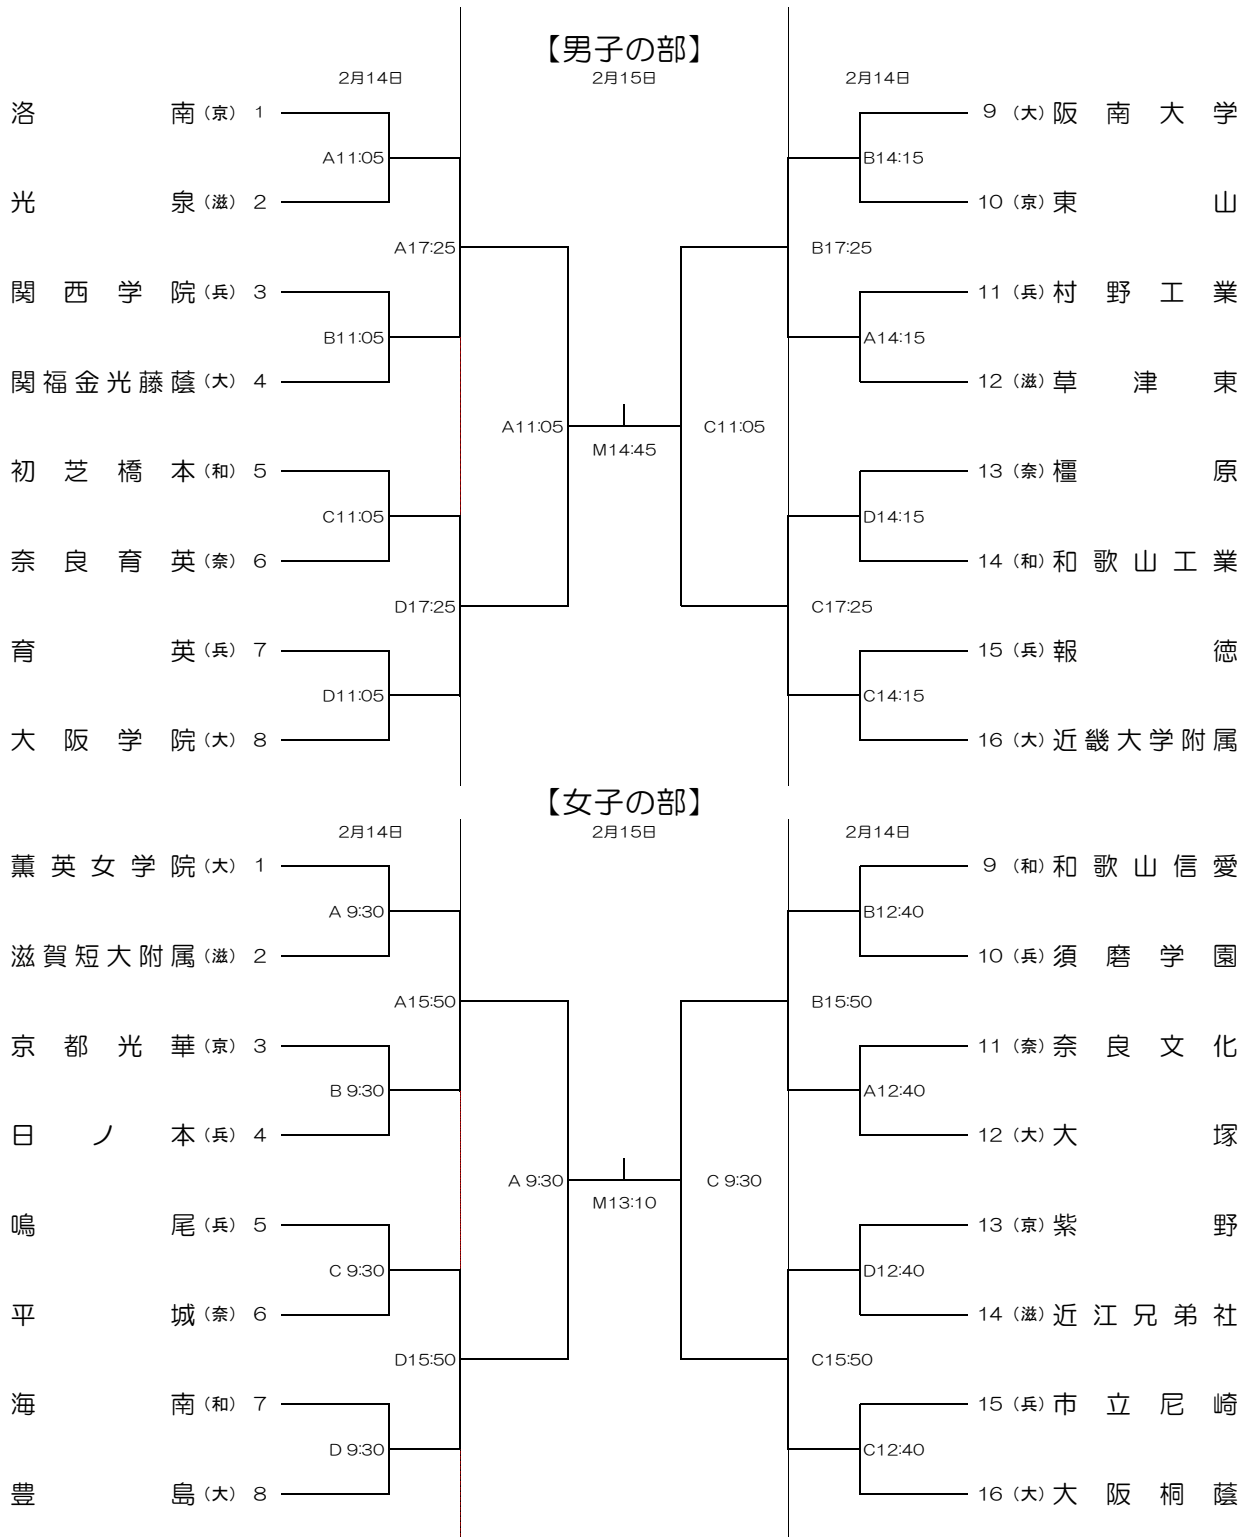 【男子の部】
2月14日 2月15日 2月14日
洛南 (京) 1 9 (大) 阪南大学
A11:05 B14:15
光泉 (滋) 2 10 (京) 東山
A17:25 B17:25
関西学院 (兵) 3 11 (兵) 村野工業
B11:05 A14:15
関福金光藤蔭 (大) 4 12 (滋) 草津東
A11:05 C11:05
M14:45
初芝橋本 (和) 5 13 (奈) 橿原
C11:05 D14:15
奈良育英 (奈) 6 14 (和) 和歌山工業
D17:25 C17:25
育英 (兵) 7 15 (兵) 報徳
D11:05 C14:15
大阪学院 (大) 8 16 (大) 近畿大学附属
【女子の部】
2月14日 2月15日 2月14日
薫英女学院 (大) 1 9 (和) 和歌山信愛
A 9:30 B12:40
滋賀短大附属 (滋) 2 10 (兵) 須磨学園
A15:50 B15:50
京都光華 (京) 3 11 (奈) 奈良文化
B 9:30 A12:40
日ノ本 (兵) 4 12 (大) 大塚
A 9:30 C 9:30
M13:10
鳴尾 (兵) 5 13 (京) 紫野
C 9:30 D12:40
平城 (奈) 6 14 (滋) 近江兄弟社
D15:50 C15:50
海南 (和) 7 15 (兵) 市立尼崎
D 9:30 C12:40
豊島 (大) 8 16 (大) 大阪桐蔭